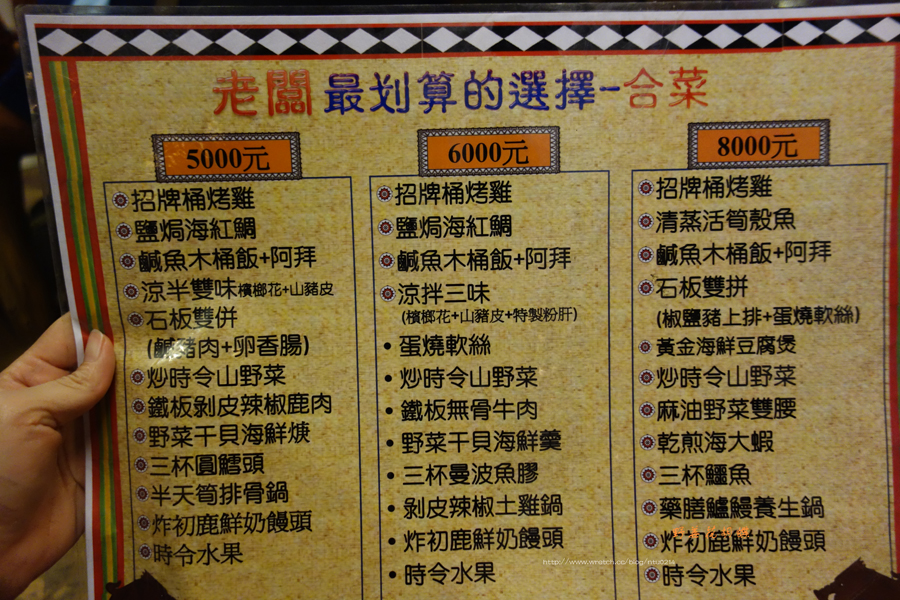 老闆最划算的選擇-合菜
5000元
招牌桶烤雞
鹽焗海紅鯛
鹹魚木桶飯+阿拜
涼半雙味檳榔花+山豬皮
石板雙併
(鹹豬肉+卵香腸)
炒時令山野菜
鐵板剝皮辣椒鹿肉
野菜干貝海鮮焿
三杯圓鱈頭
半天筍排骨鍋
炸初鹿鮮奶饅頭
時令水果
6000元
招牌桶烤雞
鹽焗海紅鯛
鹹魚木桶飯+阿拜
涼拌三味
(檳榔花+山豬皮+特製粉肝)
蛋燒軟絲
炒時令山野菜
鐵板無骨牛肉
野菜干貝海鮮羹
三杯曼波魚膠
剝皮辣椒土雞鍋
炸初鹿鮮奶饅頭
時令水果
8000元
招牌桶烤雞
清蒸活筍殼魚
鹹魚木桶飯+阿拜
石板雙拼
(椒鹽豬上排+蛋燒軟絲)
黃金海鮮豆腐煲
炒時令山野菜
麻油野菜雙腰
乾煎海大蝦
三杯鱷魚
藥膳鱸鰻養生鍋
炸初鹿鮮奶饅頭
時令水果